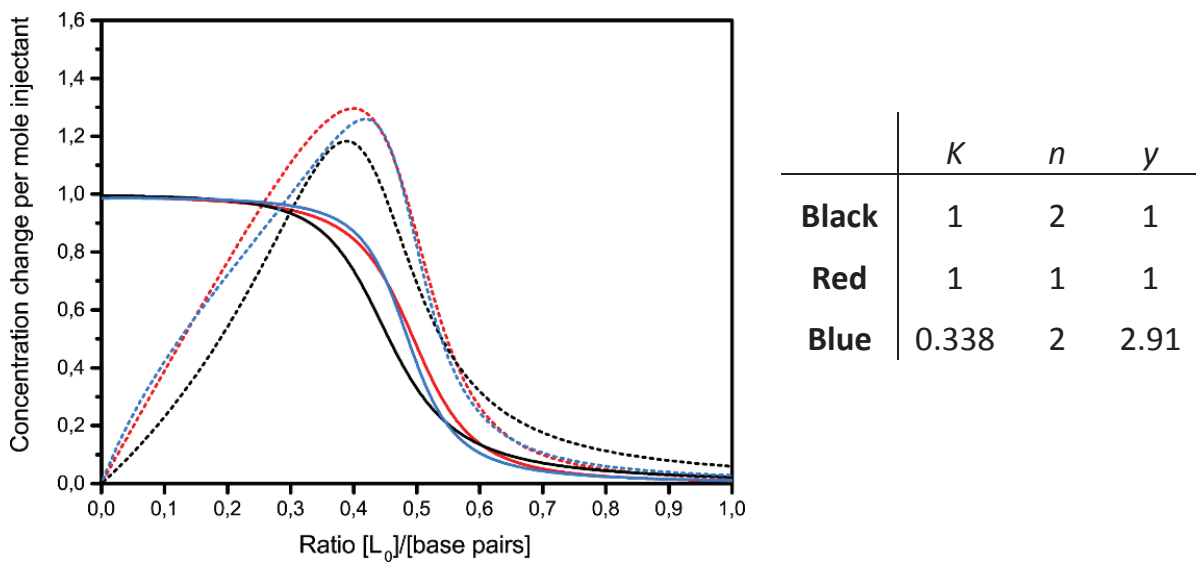 Concentration change per mole injectant
1,6
1,4
1,2
1,0
0,8
0,6
0,4
0,2
0,0
0,0 0,1 0,2 0,3 0,4 0,5 0,6 0,7 0,8 0,9 1,0
Ratio [L0]/[base pairs]
K n y
Black 1 2 1
Red 1 1 1
Blue 0.338 2 2.91